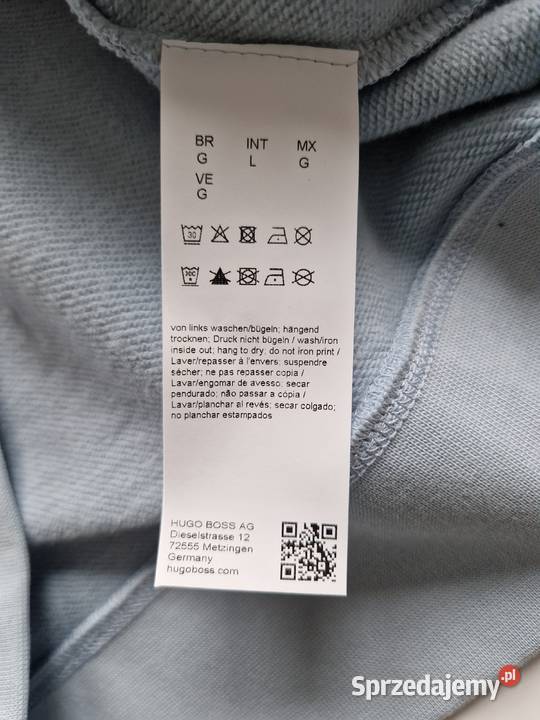 BR INT MX
G L G
VE
G
30
30C
von links waschen/bügeln; hängend
trocknen; Druck nicht bügeln / wash/iron
inside out; hang to dry; do not iron print /
Laver/repasser à l'envers; suspendre
sécher; ne pas repasser copia /
Lavar/engomar de avesso; secar
pendurado; não passar a cópia /
Lavar/planchar al revés; secar colgado;
no planchar estampados
HUGO BOSS AG
Dieselstrasse 12
72555 Metzingen
Germany
hugoboss.com
Sprzedajemy.pl